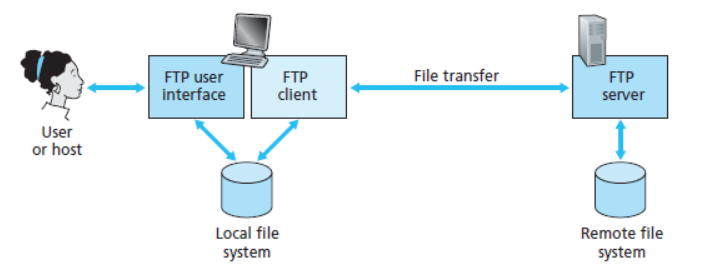 FTP user
interface
FTP
client
File transfer
FTP
server
User
or host
Local file
system
Remote file
system